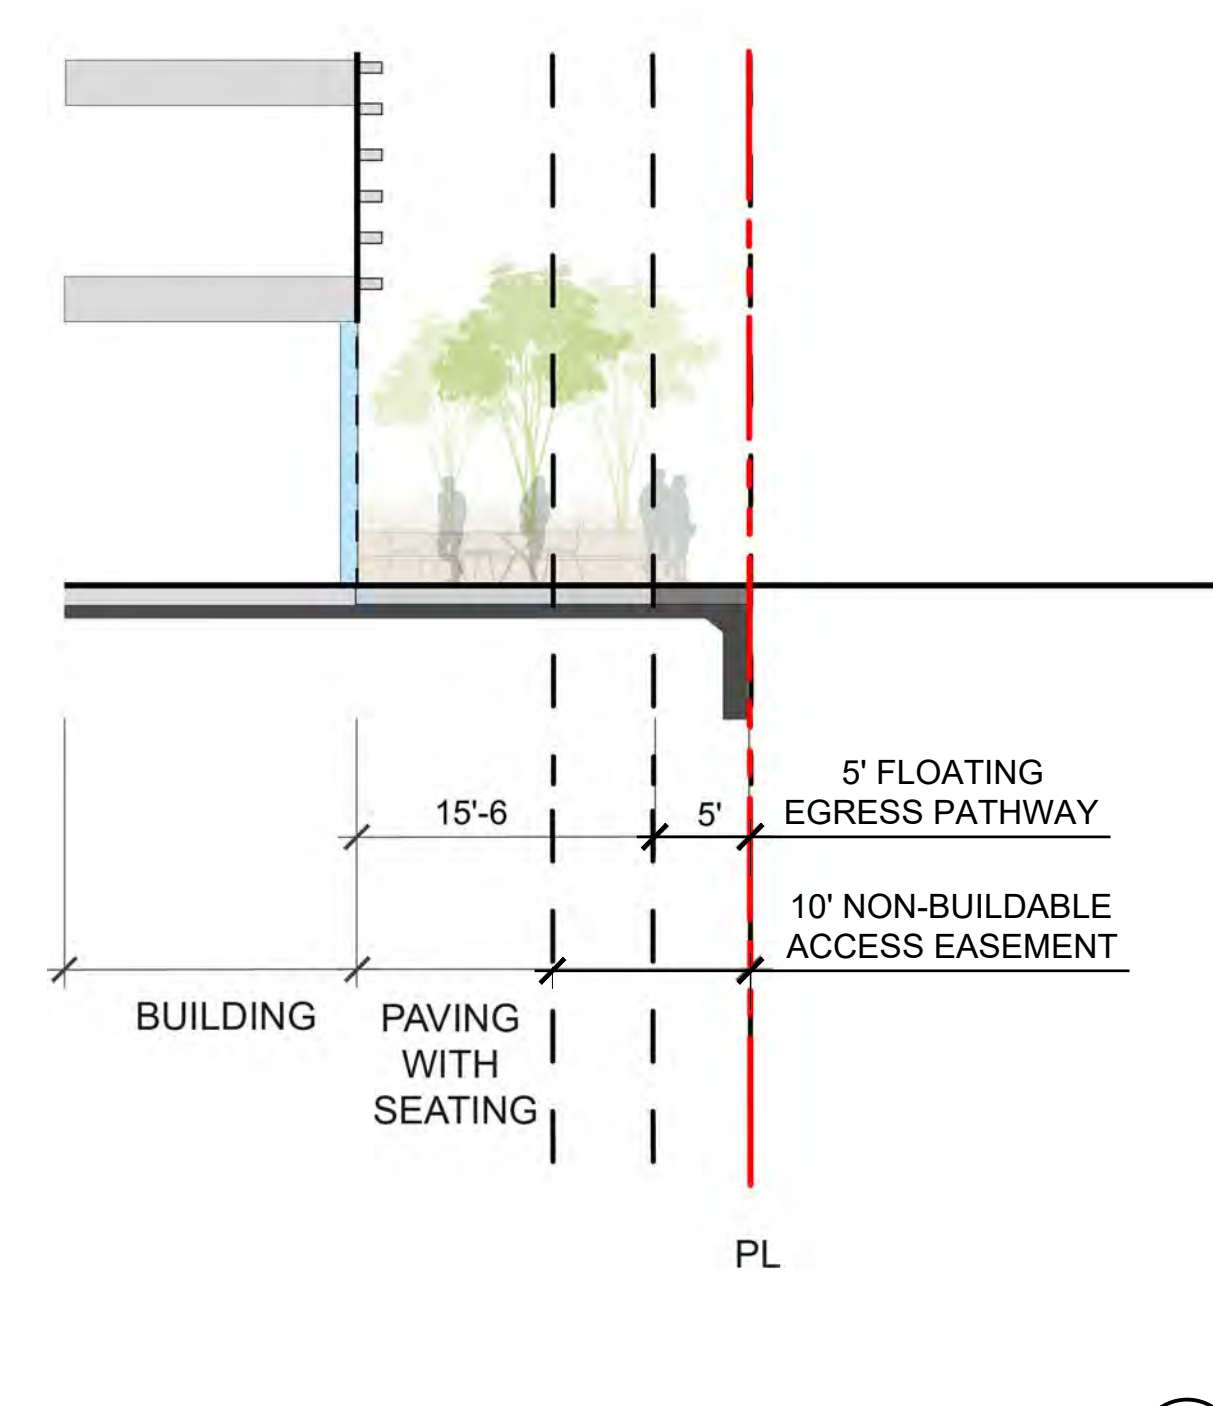 5' FLOATING
EGRESS PATHWAY
15'-6
5'
10' NON-BUILDABLE
ACCESS EASEMENT
BUILDING
PAVING
WITH
SEATING
PL